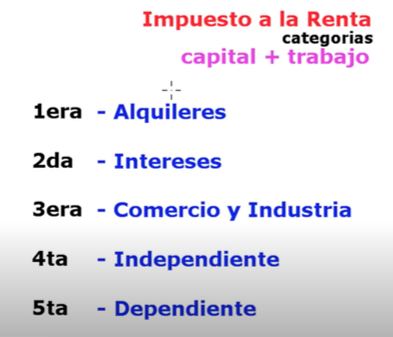 Impuesto a la Renta
categorias
capital + trabajo
1era - Alquileres
2da - Intereses
3era - Comercio y Industria
4ta - Independiente
5ta - Dependiente